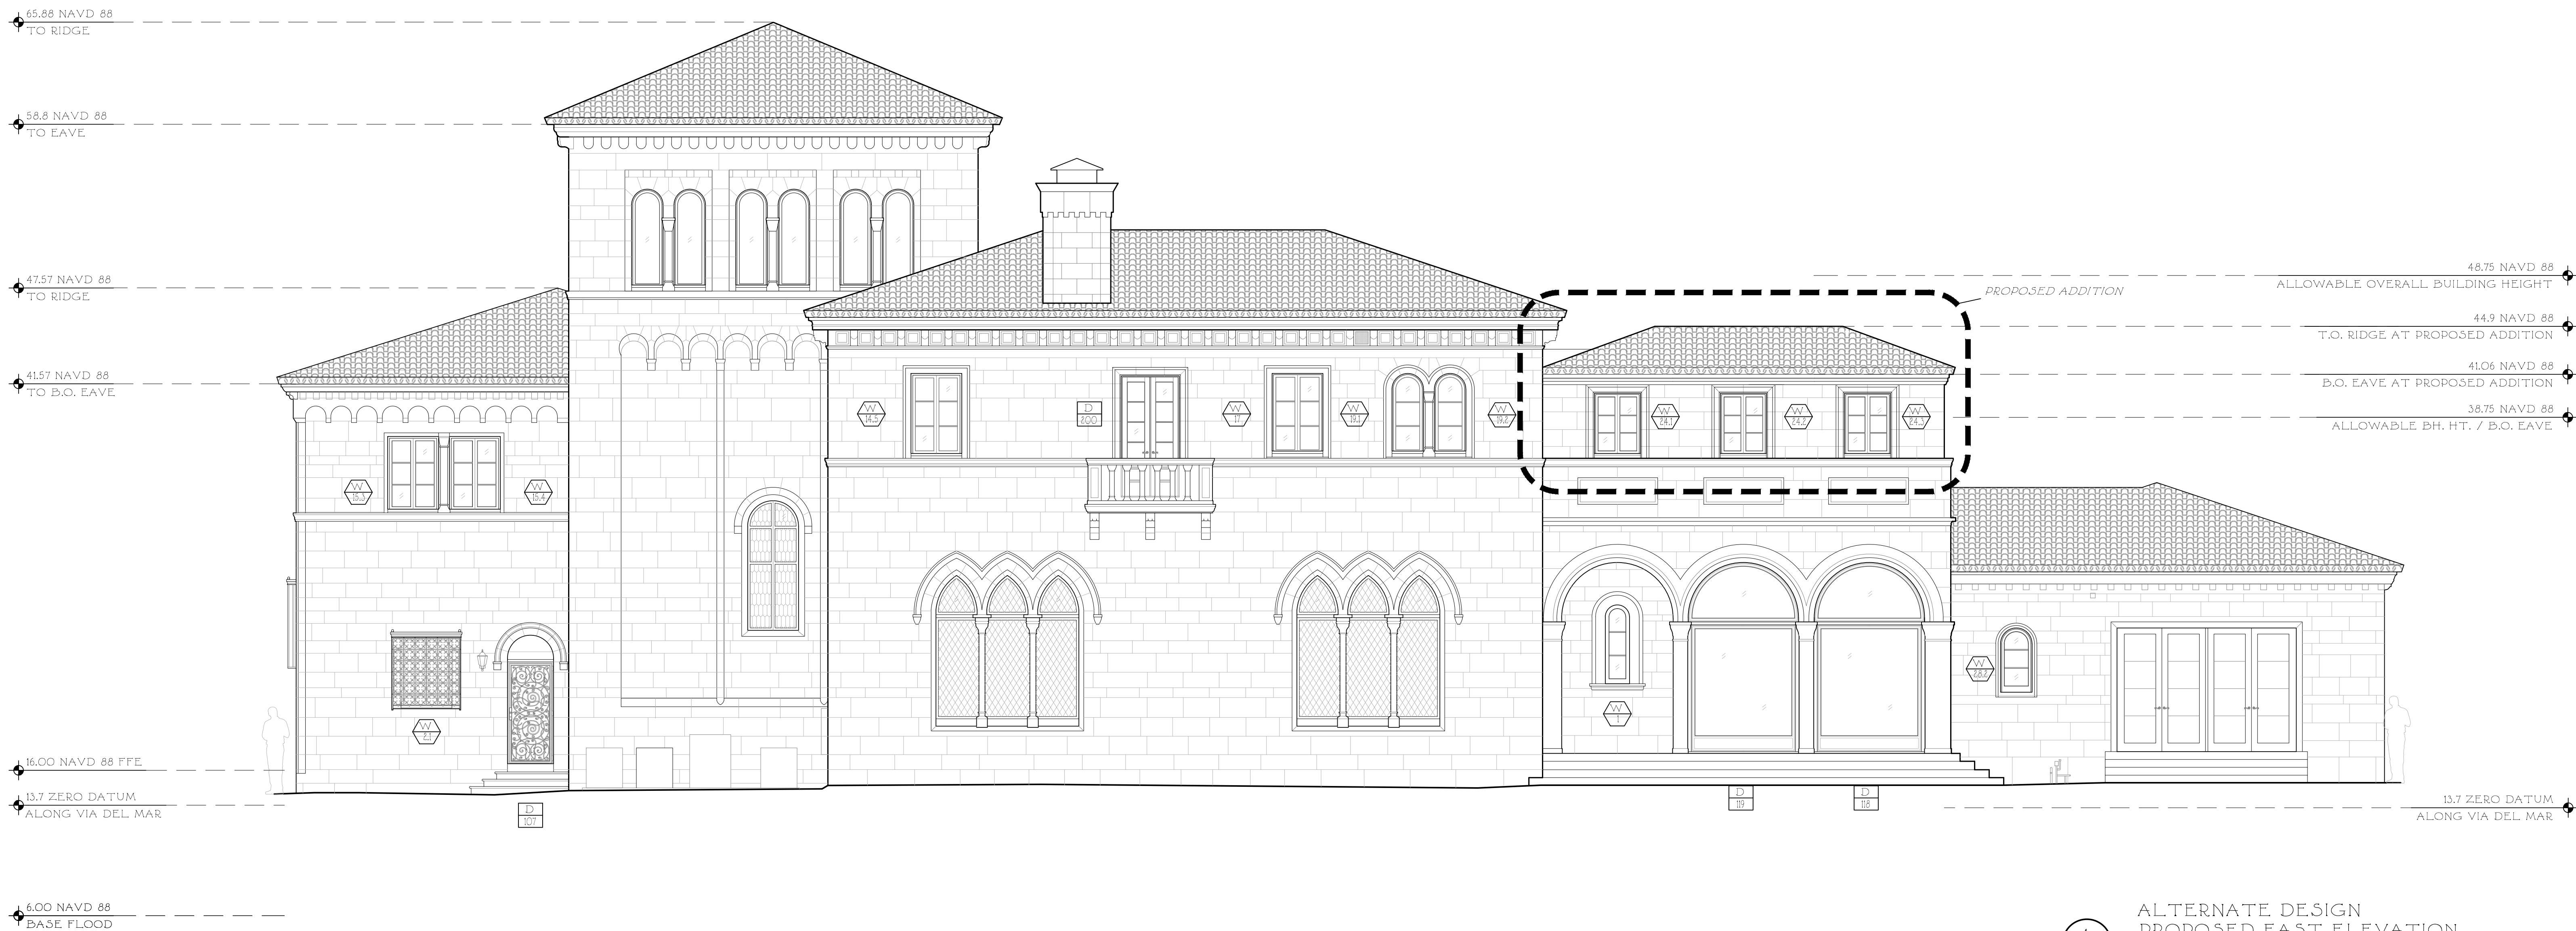 65.88 NAVD 88
TO RIDGE
58.8 NAVD 88
TO EAVE
47.57 NAVD 88
TO RIDGE
41.57 NAVD 88
TO B.O. EAVE
16.00 NAVD 88 FFE
13.7 ZERO DATUM
ALONG VIA DEL MAR
6.00 NAVD 88
BASE FLOOD
W
15.3
W
15.4
W
2.1
D
107
W
14.5
D
200
W
17
W
19.1
W
19.2
PROPOSED ADDITION
W
24.1
W
24.2
W
24.3
W
1
D
119
D
118
W
28.2
48.75 NAVD 88
ALLOWABLE OVERALL BUILDING HEIGHT
44.9 NAVD 88
T.O. RIDGE AT PROPOSED ADDITION
41.06 NAVD 88
B.O. EAVE AT PROPOSED ADDITION
38.75 NAVD 88
ALLOWABLE BH. HT. / B.O. EAVE
13.7 ZERO DATUM
ALONG VIA DEL MAR
ALTERNATE DESIGN
PROPOSED EAST ELEVATION